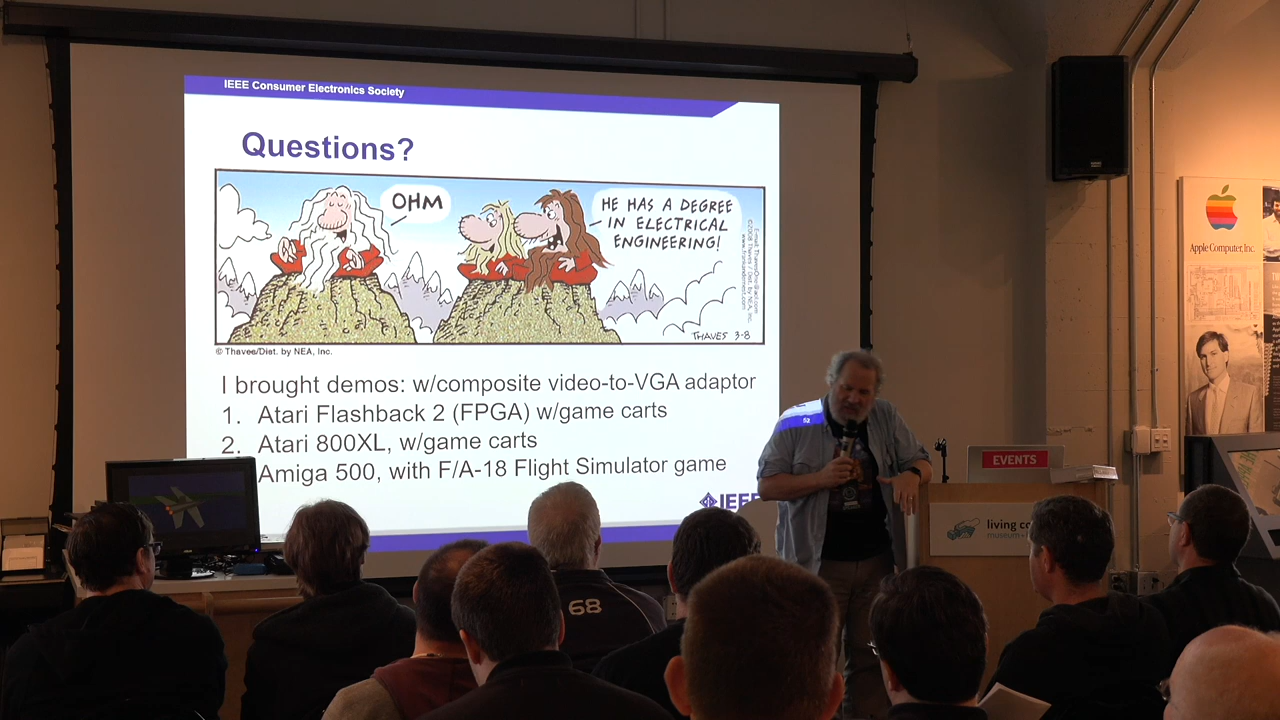 IEEE Consumer Electronics Society
Questions?
OHM
HE HAS A DEGREE
IN ELECTRICAL
ENGINEERING!
THAVES 3-8
© Thaves/Dist. by NEA, Inc.
I brought demos: w/composite video-to-VGA adaptor
1. Atari Flashback 2 (FPGA) w/game carts
2. Atari 800XL, w/game carts
Amiga 500, with F/A-18 Flight Simulator game
IEEE
68
EVENTS
living
museum
Apple Computer, Inc.